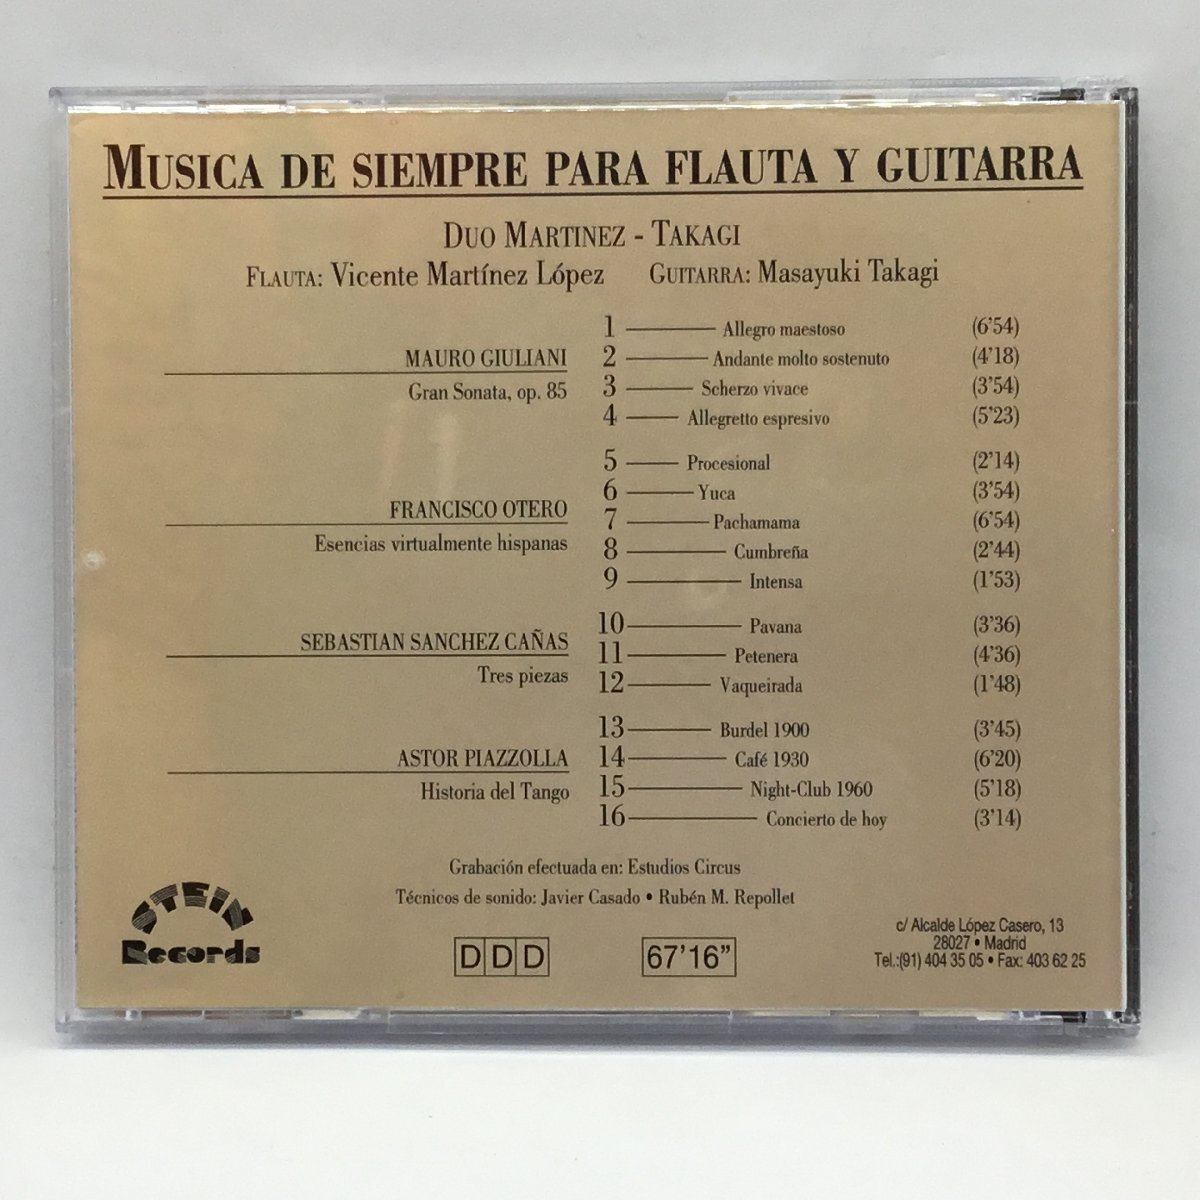 MUSICA DE SIEMPRE PARA FLAUTA Y GUITARRA
DUO MARTINEZ - TAKAGI
FLAUTA: Vicente Martínez López GUITARRA: Masayuki Takagi
MAURO GIULIANI
Gran Sonata, op. 85
1 Allegro maestoso (6'54)
2 Andante molto sostenuto (4'18)
3 Scherzo vivace (3'54)
4 Allegretto espresivo (5'23)
FRANCISCO OTERO
Esencias virtualmente hispanas
5 Procesional (2'14)
6 Yuca (3'54)
7 Pachamama (6'54)
8 Cumbreña (2'44)
9 Intensa (1'53)
SEBASTIAN SANCHEZ CAÑAS
Tres piezas
10 Pavana (3'36)
11 Petenera (4'36)
12 Vaqueirada (1'48)
ASTOR PIAZZOLLA
Historia del Tango
13 Burdel 1900 (3'45)
14 Café 1930 (6'20)
15 Night-Club 1960 (5'18)
16 Concierto de hoy (3'14)
Grabación efectuada en: Estudios Circus
Técnicos de sonido: Javier Casado • Rubén M. Repollet
STEIN
Records
DDD
67'16"
c/ Alcalde López Casero, 13
28027 • Madrid
Tel.:(91) 404 35 05 • Fax: 403 62 25